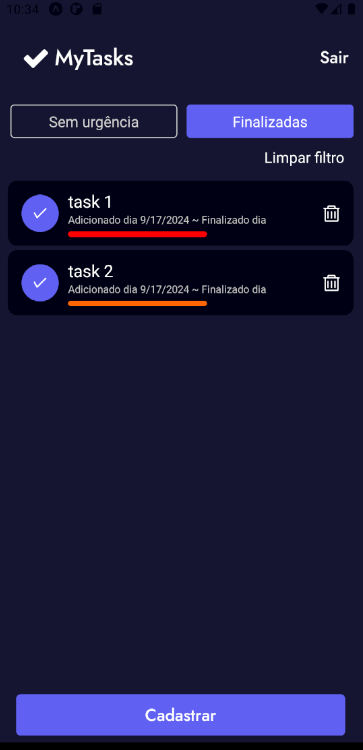 10:34
MyTasks
Sair
Sem urgência
Finalizadas
Limpar filtro
task 1
Adicionado dia 9/17/2024 ~ Finalizado dia
task 2
Adicionado dia 9/17/2024 ~ Finalizado dia
Cadastrar